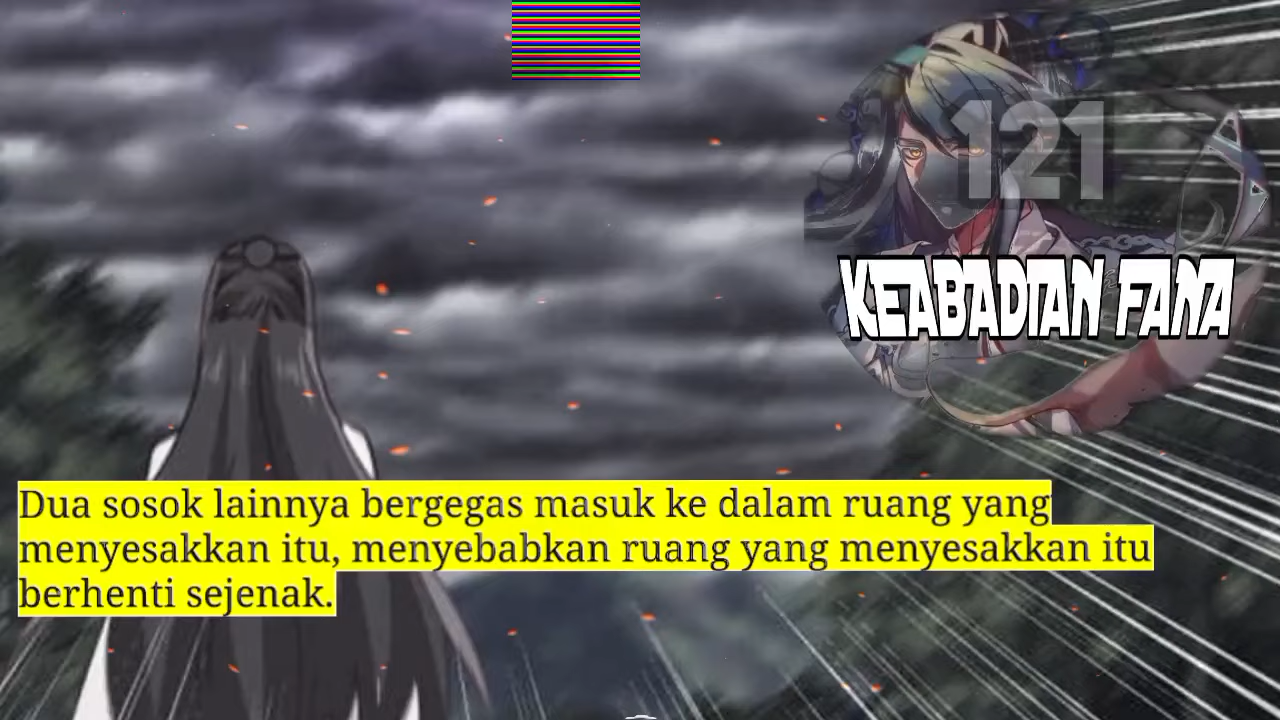 121
KEABADIAN FANA
Dua sosok lainnya bergegas masuk ke dalam ruang yang
menyesakkan itu, menyebabkan ruang yang menyesakkan itu
berhenti sejenak.